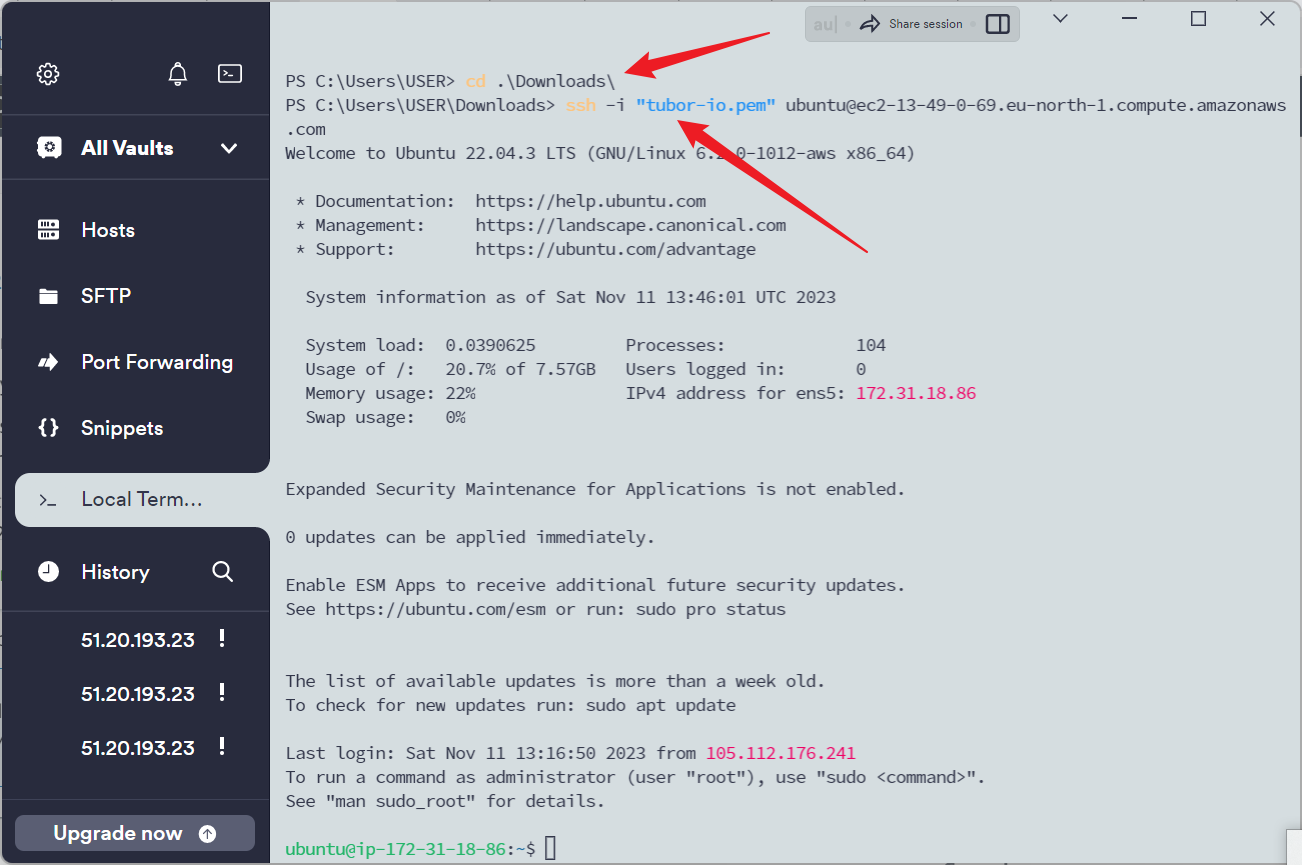 au| Share session
All Vaults
Hosts
SFTP
Port Forwarding
Snippets
>_ Local Term...
History
51.20.193.23 !
51.20.193.23 !
51.20.193.23 !
Upgrade now
PS C:\Users\USER> cd .\Downloads\
PS C:\Users\USER\Downloads> ssh -i "tubor-io.pem" ubuntu@ec2-13-49-0-69.eu-north-1.compute.amazonaws
.com
Welcome to Ubuntu 22.04.3 LTS (GNU/Linux 6.2.0-1012-aws x86_64)
* Documentation: https://help.ubuntu.com
* Management: https://landscape.canonical.com
* Support: https://ubuntu.com/advantage
System information as of Sat Nov 11 13:46:01 UTC 2023
System load: 0.0390625 Processes: 104
Usage of /: 20.7% of 7.57GB Users logged in: 0
Memory usage: 22% IPv4 address for ens5: 172.31.18.86
Swap usage: 0%
Expanded Security Maintenance for Applications is not enabled.
0 updates can be applied immediately.
Enable ESM Apps to receive additional future security updates.
See https://ubuntu.com/esm or run: sudo pro status
The list of available updates is more than a week old.
To check for new updates run: sudo apt update
Last login: Sat Nov 11 13:16:50 2023 from 105.112.176.241
To run a command as administrator (user "root"), use "sudo <command>".
See "man sudo_root" for details.
ubuntu@ip-172-31-18-86:~$